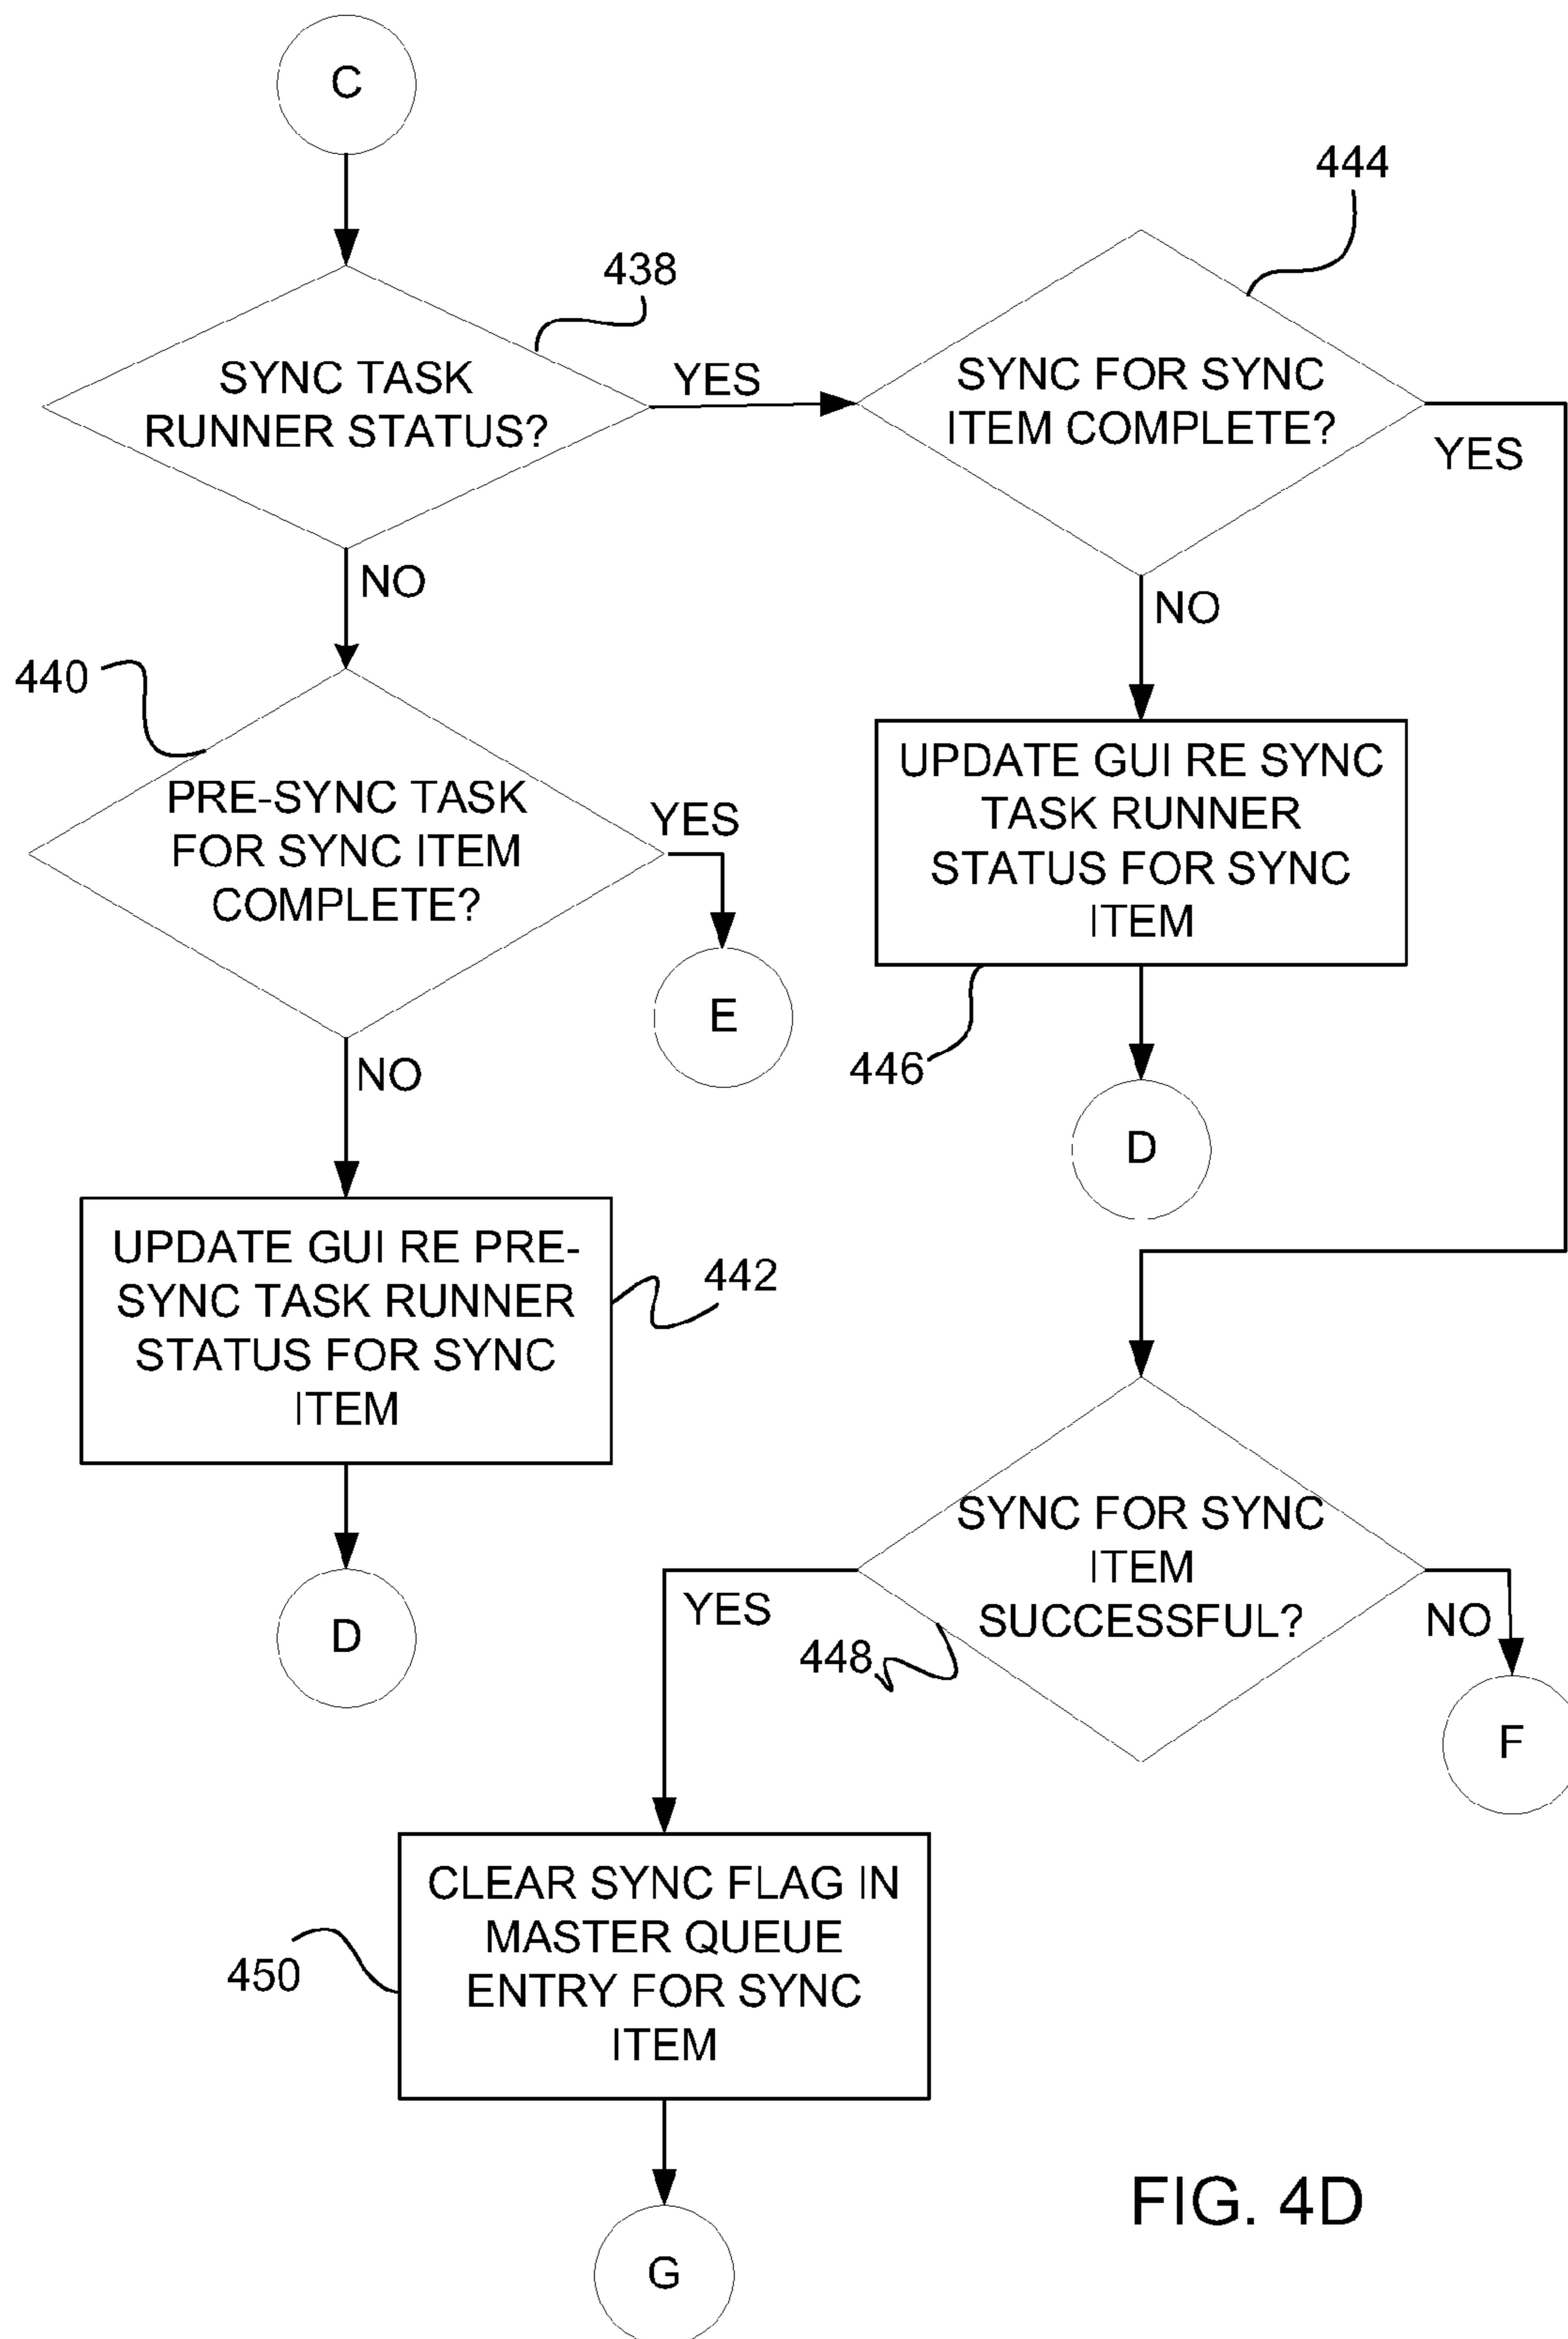 C
444
438
SYNC TASK
RUNNER STATUS?
YES
SYNC FOR SYNC
ITEM COMPLETE?
YES
NO
NO
440
PRE-SYNC TASK
FOR SYNC ITEM
COMPLETE?
YES
E
UPDATE GUI RE SYNC
TASK RUNNER
STATUS FOR SYNC
ITEM
446
D
NO
UPDATE GUI RE PRE-
SYNC TASK RUNNER
STATUS FOR SYNC
ITEM
442
D
SYNC FOR SYNC
ITEM
SUCCESSFUL?
YES
NO
448
F
CLEAR SYNC FLAG IN
MASTER QUEUE
ENTRY FOR SYNC
ITEM
450
G
FIG. 4D